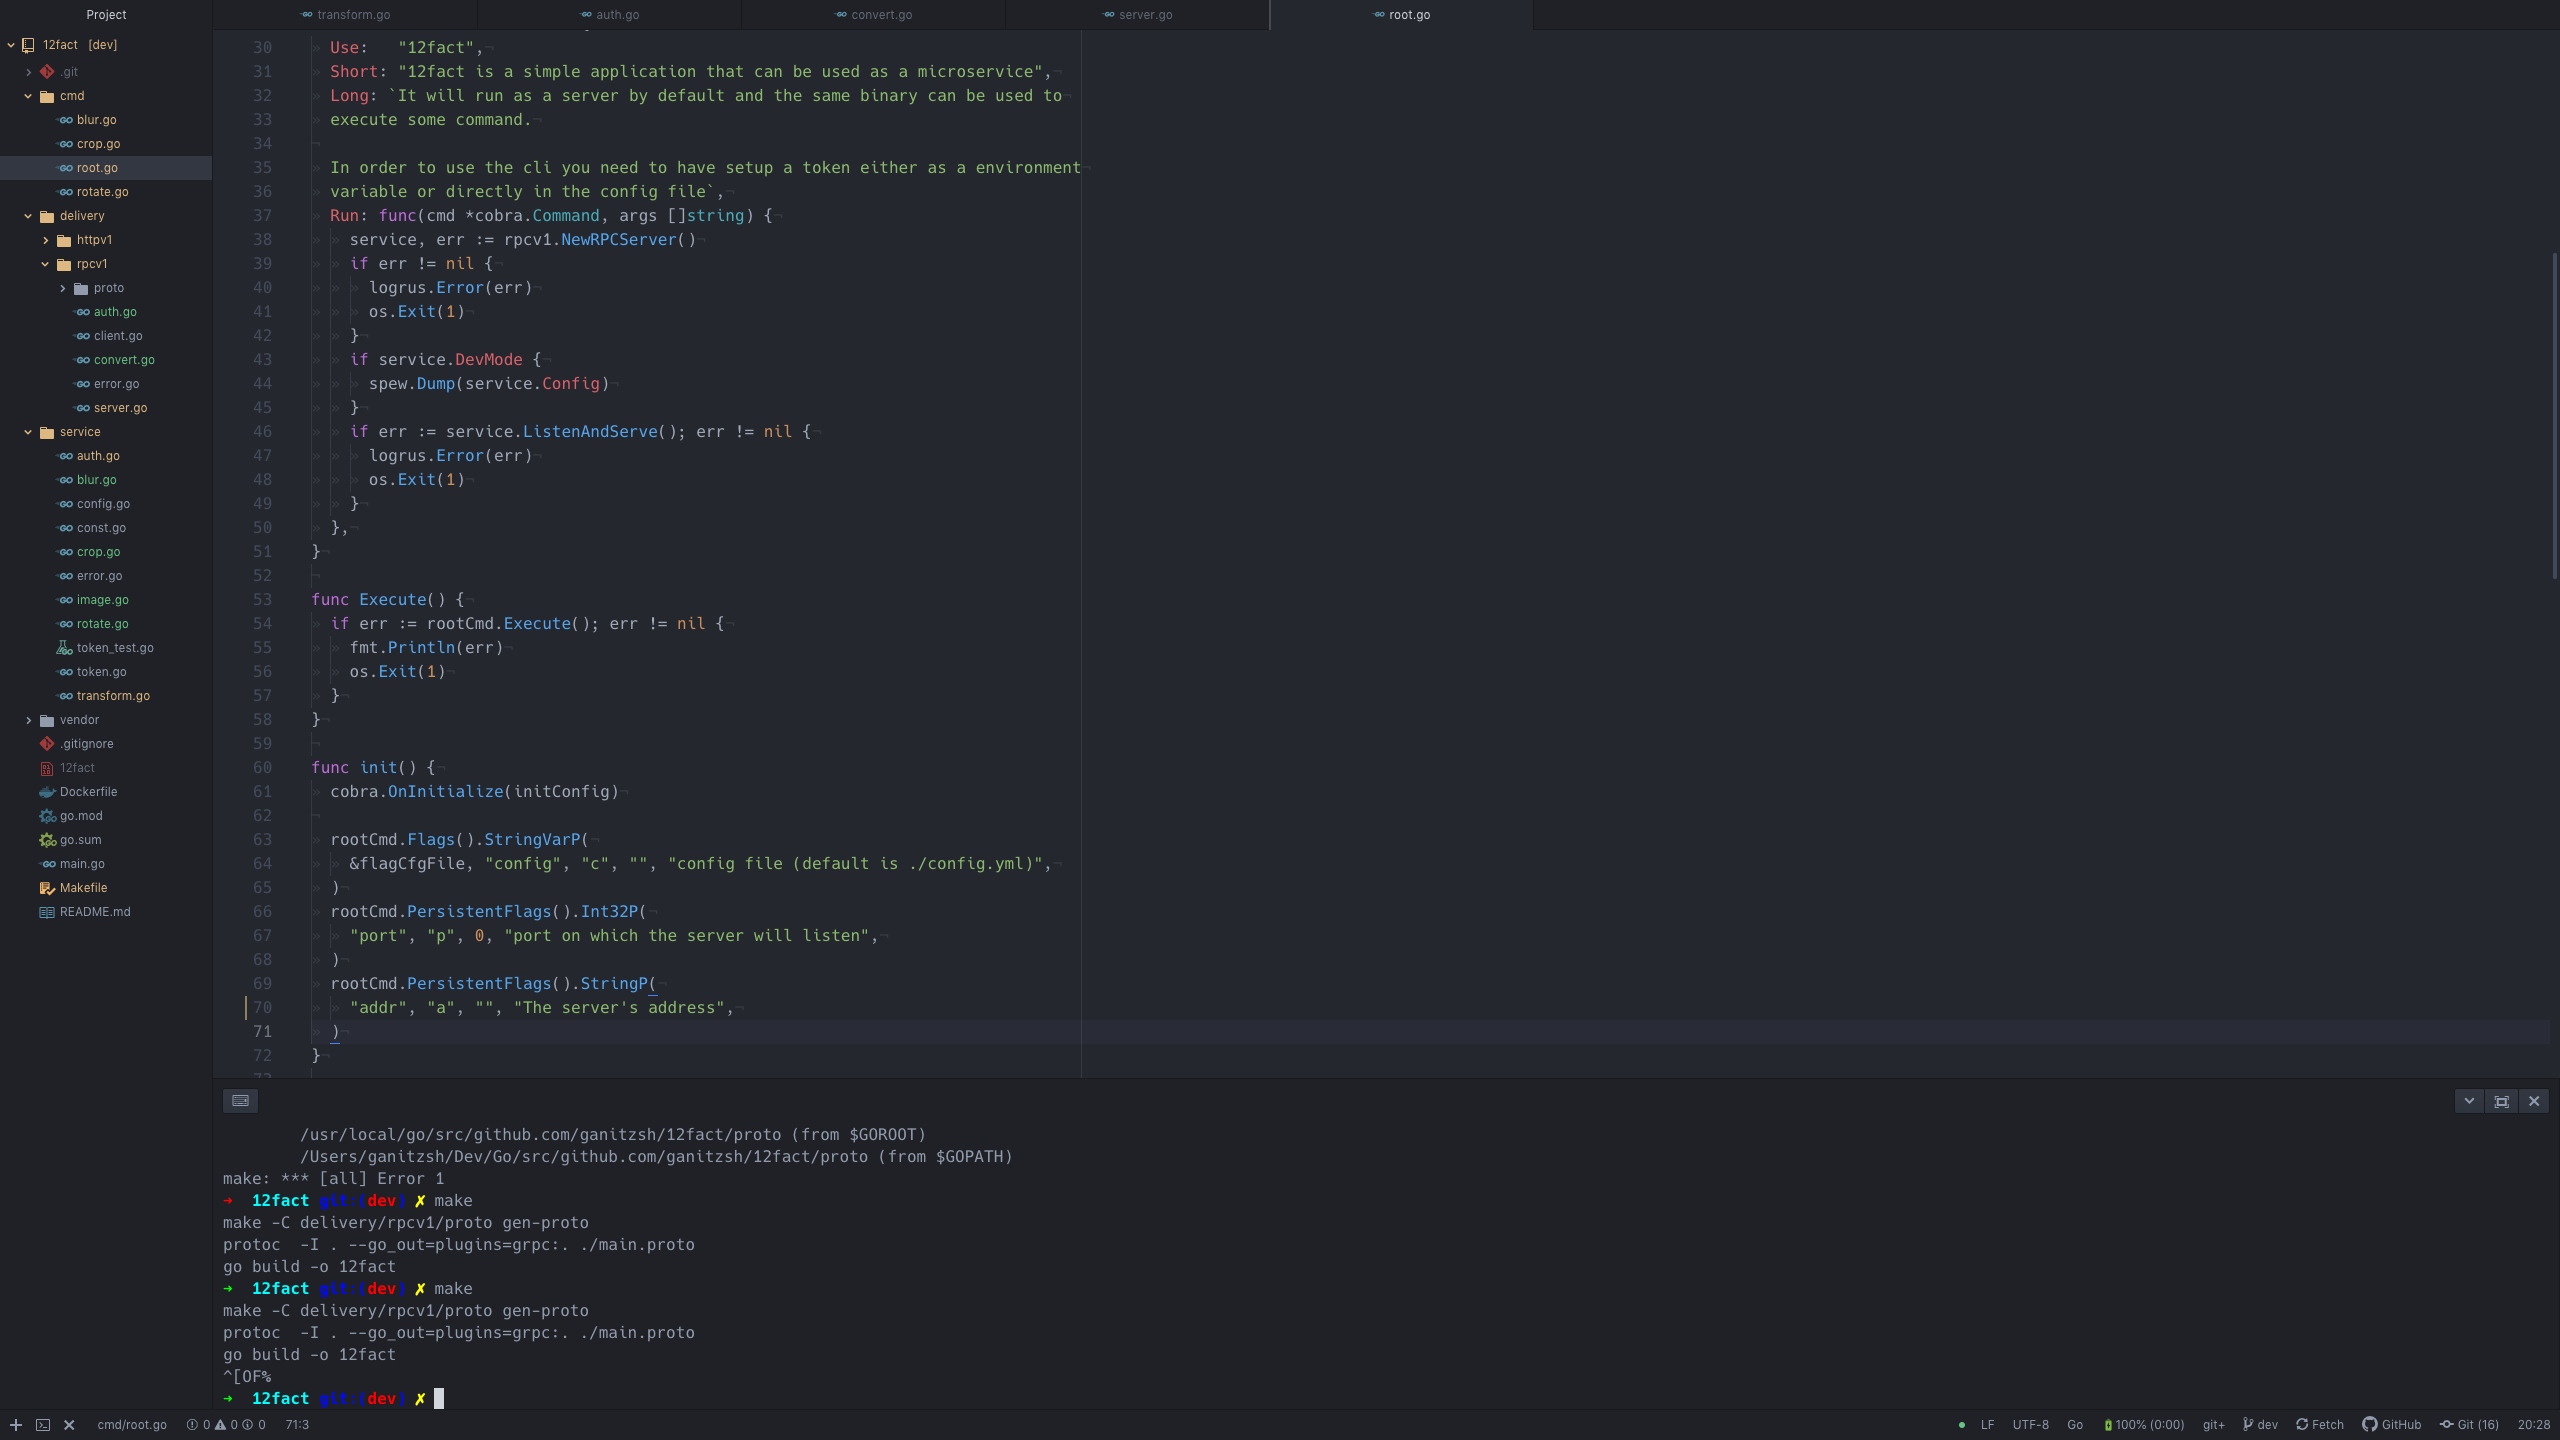 Project
transform.go
auth.go
convert.go
server.go
root.go
12fact [dev]
.git
cmd
blur.go
crop.go
root.go
rotate.go
delivery
httpv1
rpcv1
proto
auth.go
client.go
convert.go
error.go
server.go
service
auth.go
blur.go
config.go
const.go
crop.go
error.go
image.go
rotate.go
token_test.go
token.go
transform.go
vendor
.gitignore
12fact
Dockerfile
go.mod
go.sum
main.go
Makefile
README.md
30 Use:   "12fact",
31 Short: "12fact is a simple application that can be used as a microservice",
32 Long: `It will run as a server by default and the same binary can be used to
33 execute some command.
34
35 In order to use the cli you need to have setup a token either as a environment
36 variable or directly in the config file`,
37 Run: func(cmd *cobra.Command, args []string) {
38 service, err := rpcv1.NewRPCServer()
39 if err != nil {
40 logrus.Error(err)
41 os.Exit(1)
42 }
43 if service.DevMode {
44 spew.Dump(service.Config)
45 }
46 if err := service.ListenAndServe(); err != nil {
47 logrus.Error(err)
48 os.Exit(1)
49 }
50 },
51 }
52
53 func Execute() {
54 if err := rootCmd.Execute(); err != nil {
55 fmt.Println(err)
56 os.Exit(1)
57 }
58 }
59
60 func init() {
61 cobra.OnInitialize(initConfig)
62
63 rootCmd.Flags().StringVarP(
64 &flagCfgFile, "config", "c", "", "config file (default is ./config.yml)",
65 )
66 rootCmd.PersistentFlags().Int32P(
67 "port", "p", 0, "port on which the server will listen",
68 )
69 rootCmd.PersistentFlags().StringP(
70 "addr", "a", "", "The server's address",
71 )
72 }
/usr/local/go/src/github.com/ganitzsh/12fact/proto (from $GOROOT)
/Users/ganitzsh/Dev/Go/src/github.com/ganitzsh/12fact/proto (from $GOPATH)
make: *** [all] Error 1
➜  12fact git:(dev) ✗ make
make -C delivery/rpcv1/proto gen-proto
protoc  -I . --go_out=plugins=grpc:. ./main.proto
go build -o 12fact
➜  12fact git:(dev) ✗ make
make -C delivery/rpcv1/proto gen-proto
protoc  -I . --go_out=plugins=grpc:. ./main.proto
go build -o 12fact
^[OF%
➜  12fact git:(dev) ✗
cmd/root.go 0 0 0 71:3 LF UTF-8 Go 100% (0:00) git+ dev Fetch GitHub Git (16) 20:28